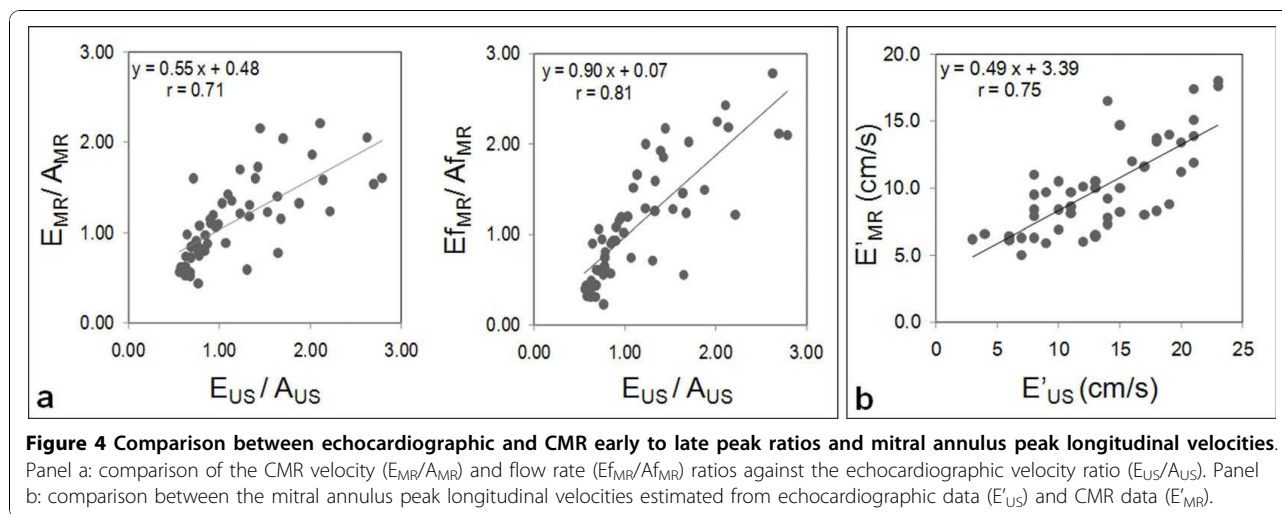 3.00
y = 0.55 x + 0.48
r = 0.71
2.00
1.00
0.00
E_MR / A_MR
0.00 1.00 2.00 3.00
E_US / A_US
a
3.00
y = 0.90 x + 0.07
r = 0.81
2.00
1.00
0.00
Ef_MR / Af_MR
0.00 1.00 2.00 3.00
E_US / A_US
20.0
y = 0.49 x + 3.39
r = 0.75
15.0
10.0
5.0
0.0
E'_MR (cm/s)
0 5 10 15 20 25
E'_US (cm/s)
b
Figure 4 Comparison between echocardiographic and CMR early to late peak ratios and mitral annulus peak longitudinal velocities.
Panel a: comparison of the CMR velocity (E_MR/A_MR) and flow rate (Ef_MR/Af_MR) ratios against the echocardiographic velocity ratio (E_US/A_US). Panel
b: comparison between the mitral annulus peak longitudinal velocities estimated from echocardiographic data (E'_US) and CMR data (E'_MR).